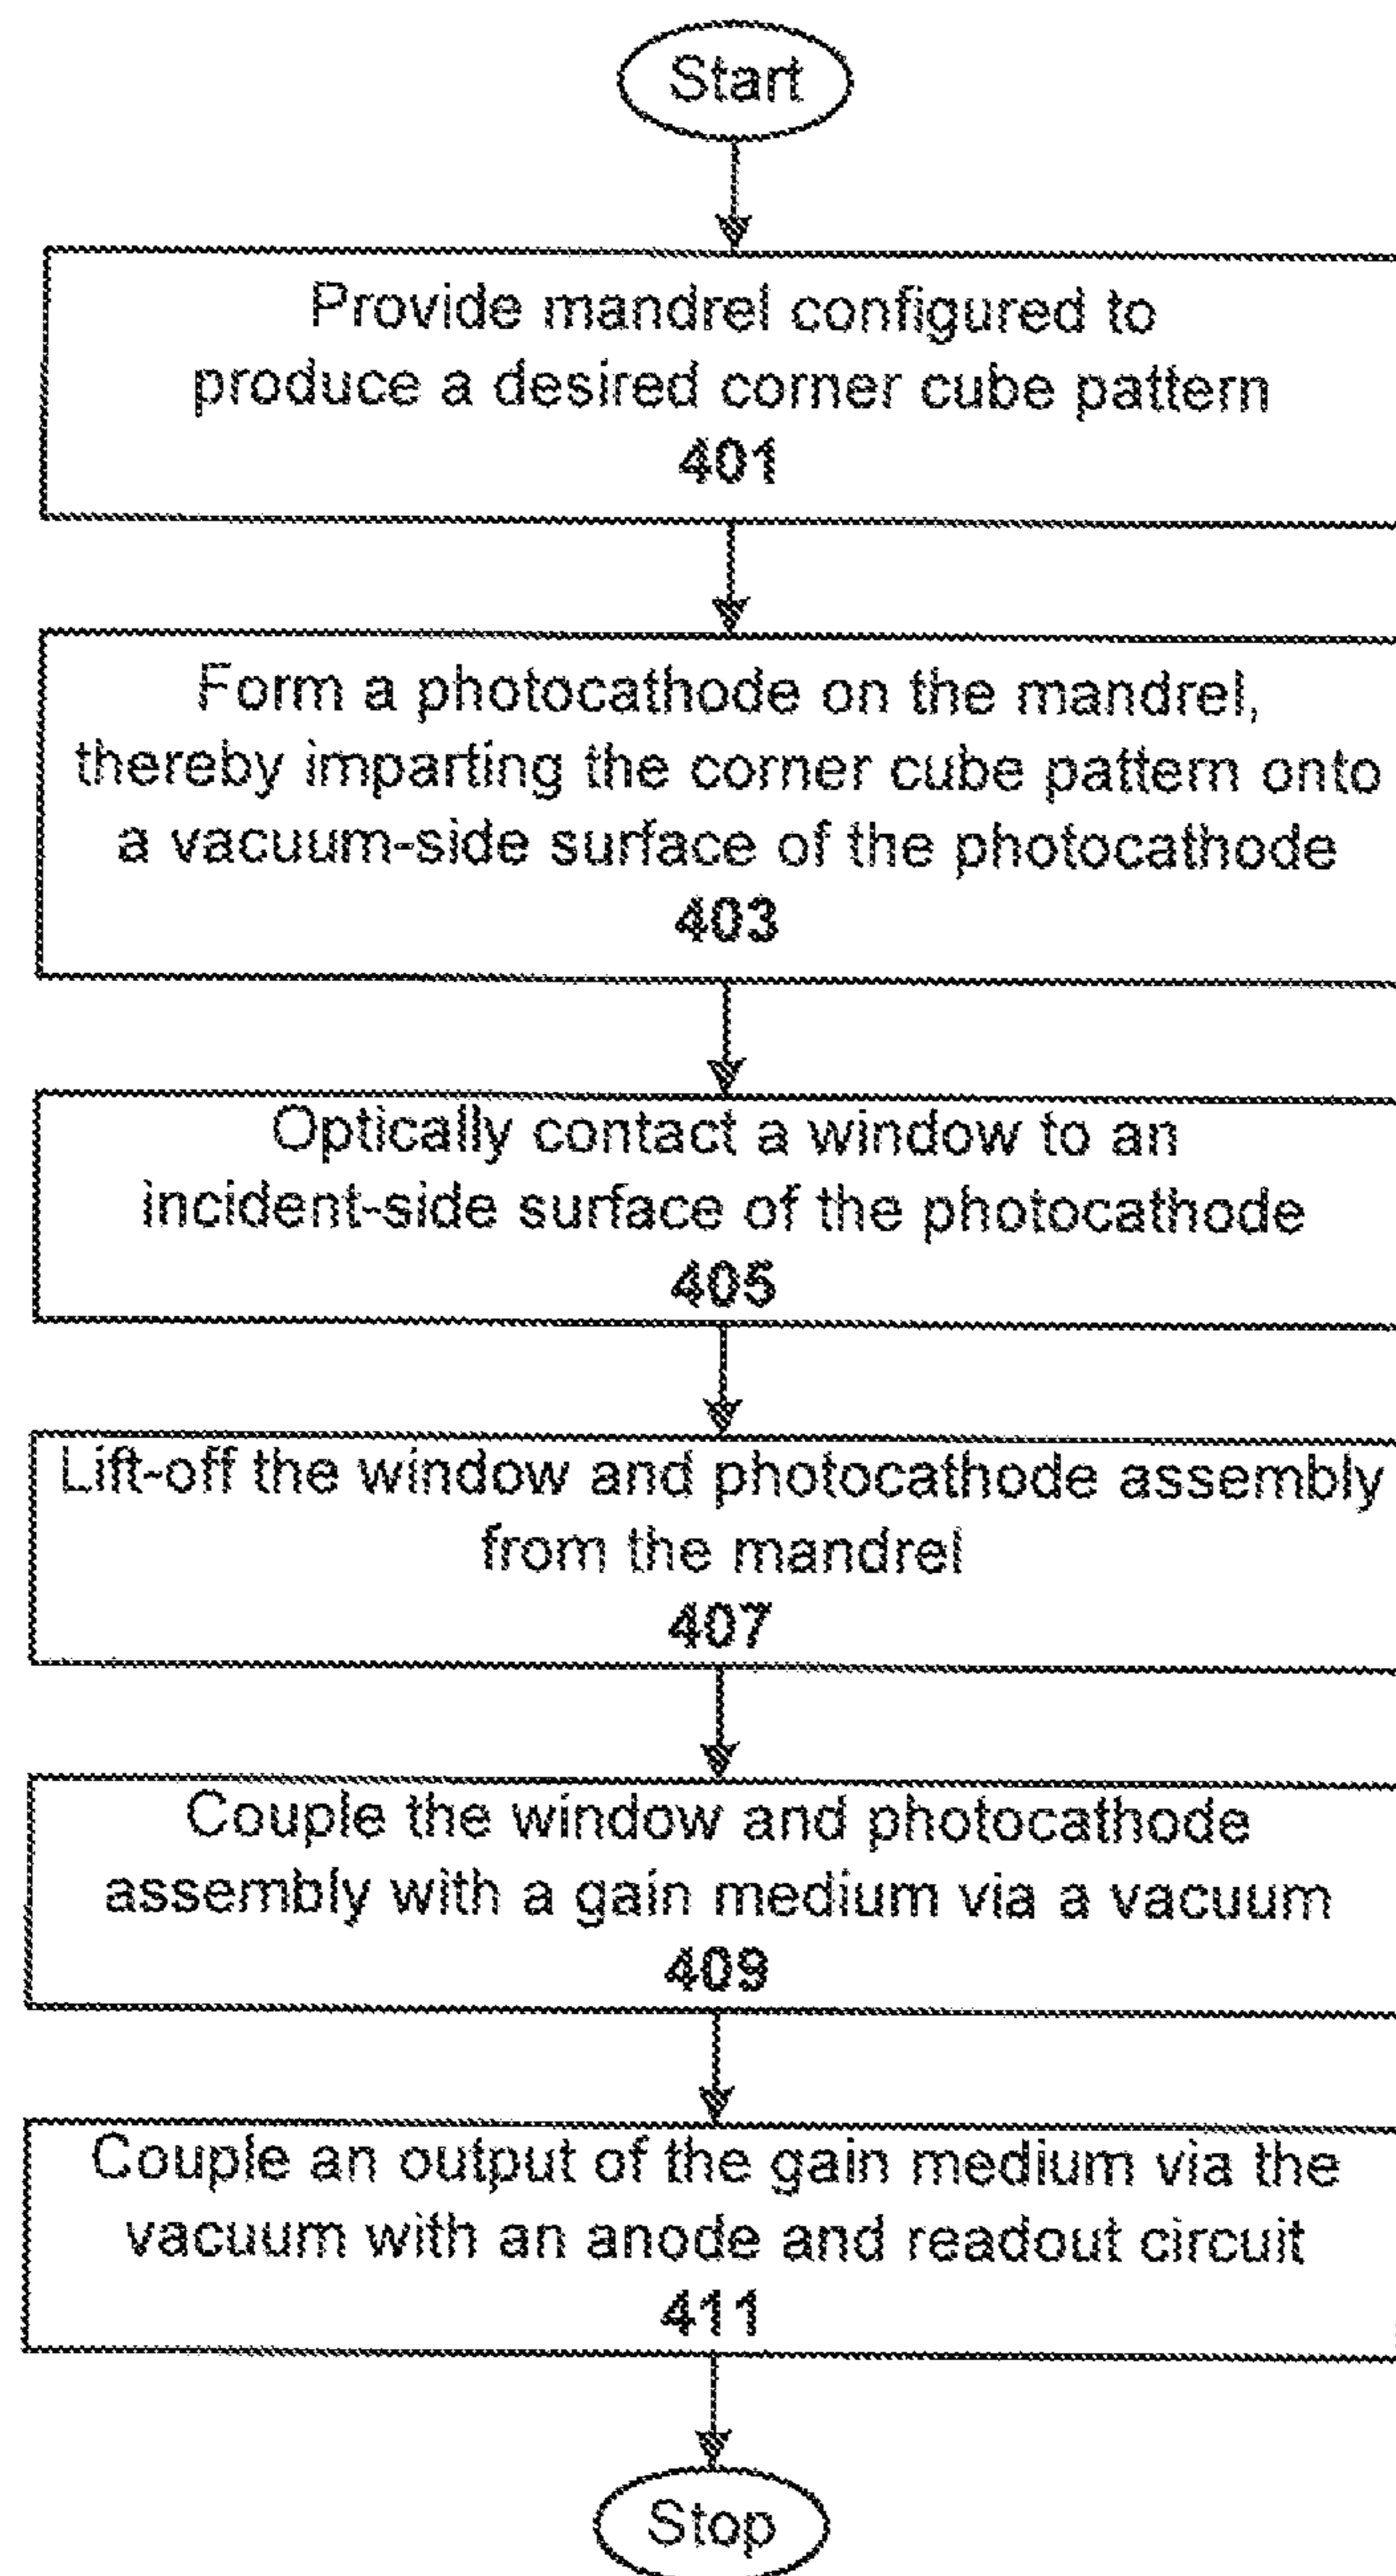 Start
Provide mandrel configured to
produce a desired corner cube pattern
401
Form a photocathode on the mandrel,
thereby imparting the corner cube pattern onto
a vacuum-side surface of the photocathode
403
Optically contact a window to an
incident-side surface of the photocathode
405
Lift-off the window and photocathode assembly
from the mandrel
407
Couple the window and photocathode
assembly with a gain medium via a vacuum
409
Couple an output of the gain medium via the
vacuum with an anode and readout circuit
411
Stop